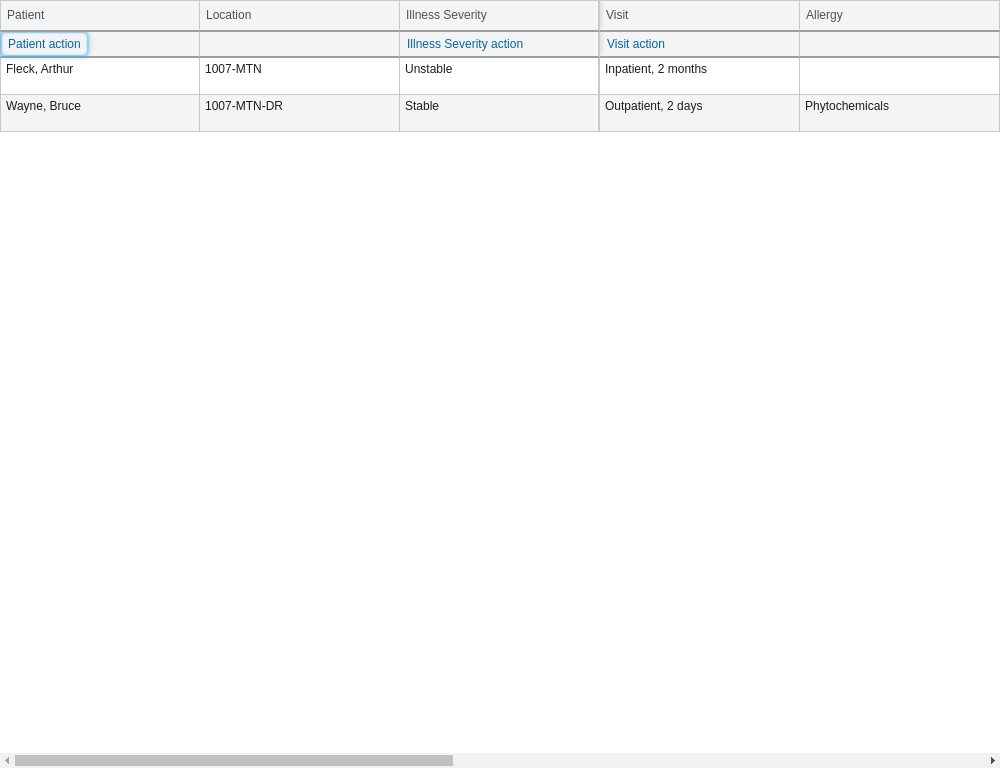 Patient Location Illness Severity Visit Allergy
Patient action Illness Severity action Visit action
Fleck, Arthur 1007-MTN Unstable Inpatient, 2 months
Wayne, Bruce 1007-MTN-DR Stable Outpatient, 2 days Phytochemicals